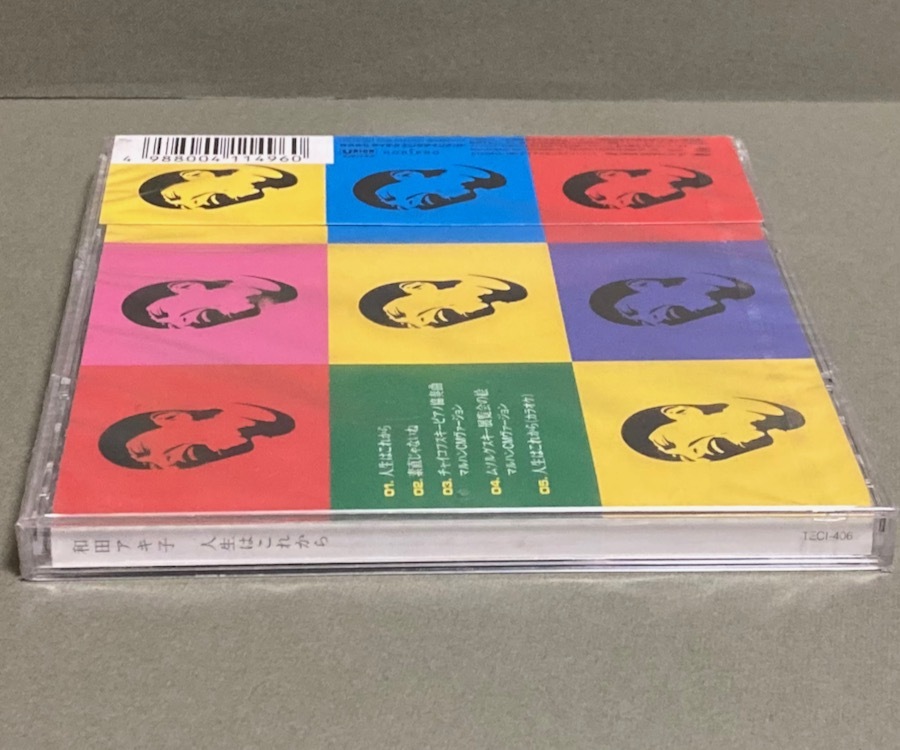 4 988004 114960
01. 人生はこれから
02. 素直じゃないね
03. チャイコフスキーピアノ協奏曲
マルハンCMヴァージョン
04. ムソルグスキー展覧会の絵
マルハンCMヴァージョン
05. 人生はこれから(カラオケ)
和田アキ子 人生はこれから
TECI-406